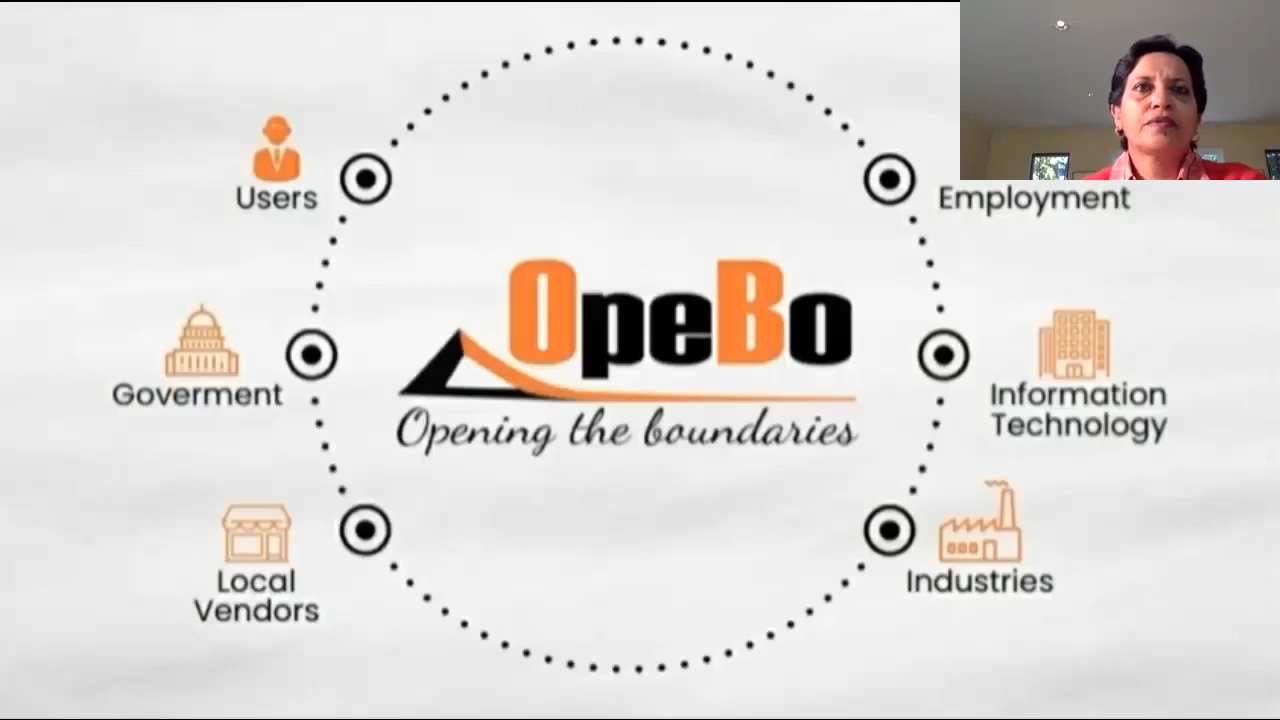 Users
Employment
OpeBo
Opening the boundaries
Goverment
Information
Technology
Local
Vendors
Industries